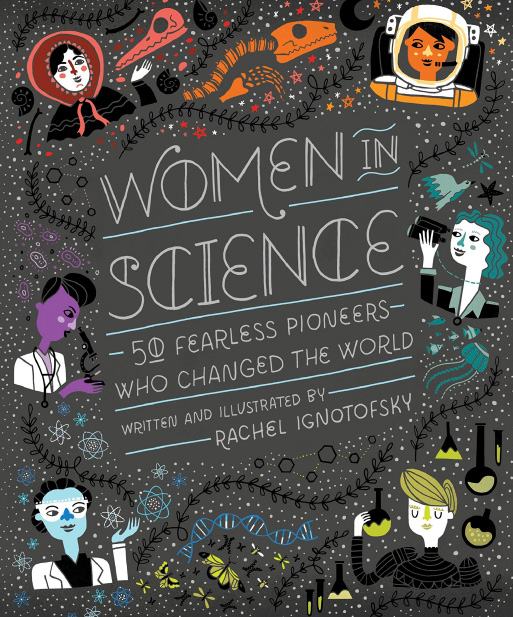 WOMEN IN
SCIENCE
50 FEARLESS PIONEERS
WHO CHANGED THE WORLD
WRITTEN AND ILLUSTRATED BY
RACHEL IGNOTOFSKY